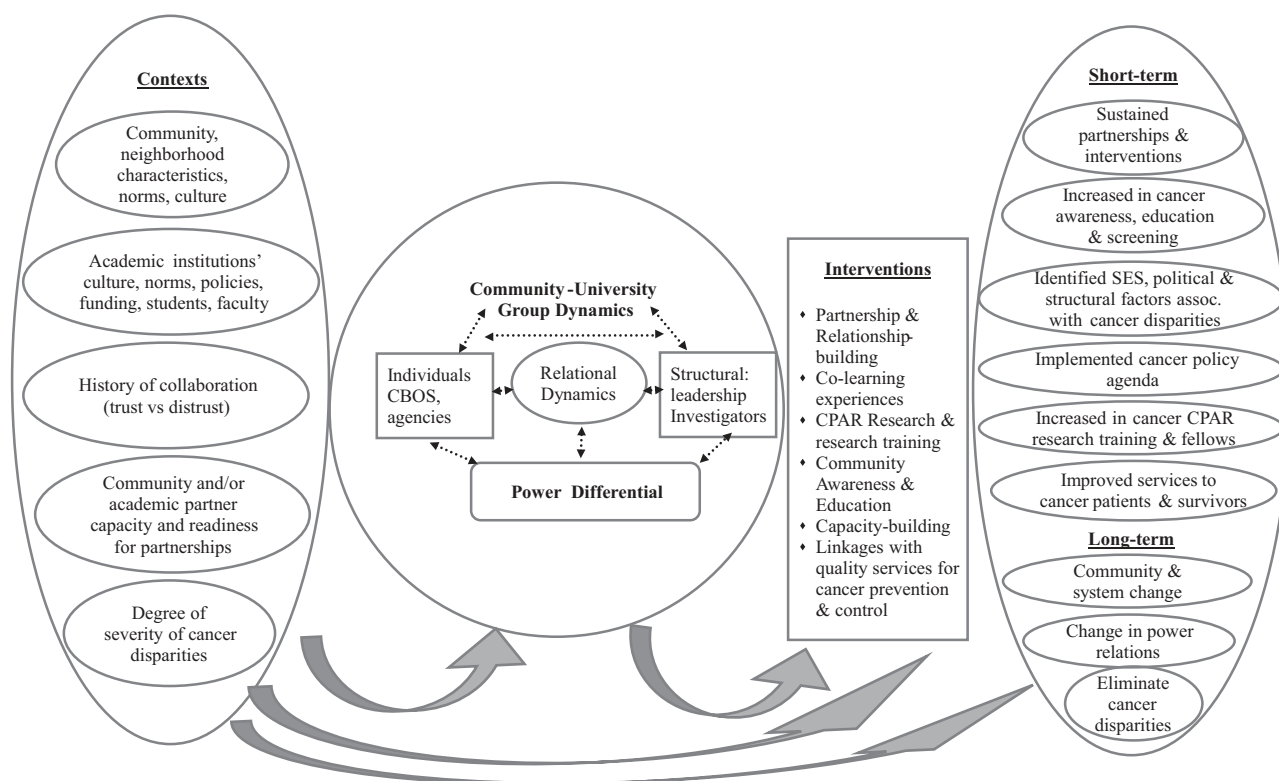 Contexts
Community,
neighborhood
characteristics,
norms, culture
Academic institutions’
culture, norms, policies,
funding, students, faculty
History of collaboration
(trust vs distrust)
Community and/or
academic partner
capacity and readiness
for partnerships
Degree of
severity of cancer
disparities
Community-University
Group Dynamics
Individuals
CBOS,
agencies
Relational
Dynamics
Structural:
leadership
Investigators
Power Differential
Interventions
♦ Partnership &
Relationship-
building
♦ Co-learning
experiences
♦ CPAR Research &
research training
♦ Community
Awareness &
Education
♦ Capacity-building
♦ Linkages with
quality services for
cancer prevention
& control
Short-term
Sustained
partnerships &
interventions
Increased in cancer
awareness, education
& screening
Identified SES, political &
structural factors assoc.
with cancer disparities
Implemented cancer policy
agenda
Increased in cancer CPAR
research training & fellows
Improved services to
cancer patients & survivors
Long-term
Community &
system change
Change in power
relations
Eliminate
cancer
disparities